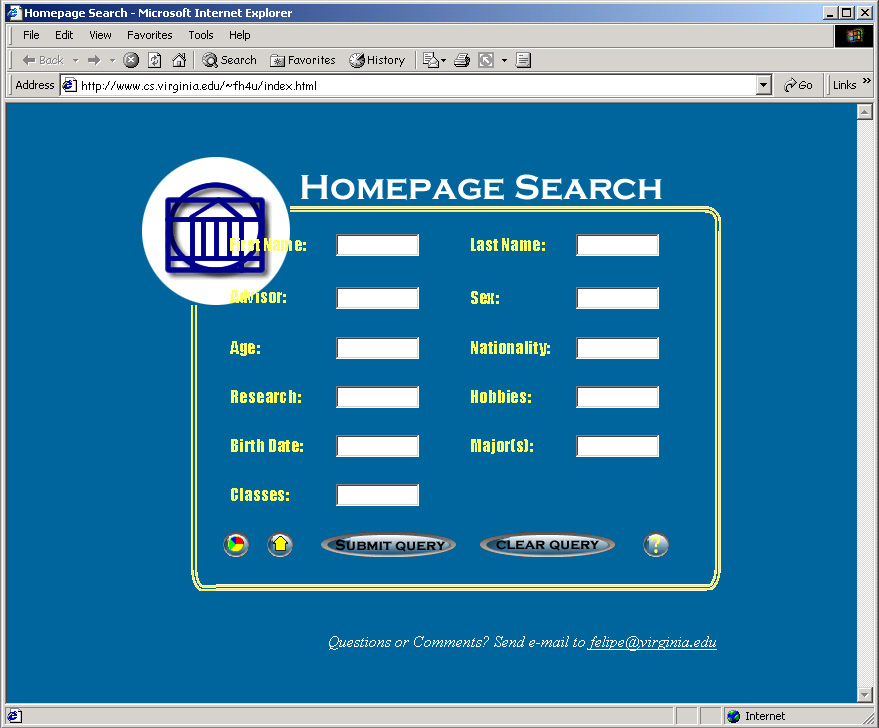 Homepage Search - Microsoft Internet Explorer
File Edit View Favorites Tools Help
Back Search Favorites History
Address http://www.cs.virginia.edu/~fh4u/index.html Go Links »
HOMEPAGE SEARCH
First Name: Last Name:
Advisor: Sex:
Age: Nationality:
Research: Hobbies:
Birth Date: Major(s):
Classes:
SUBMIT QUERY CLEAR QUERY ?
Questions or Comments? Send e-mail to felipe@virginia.edu
Internet